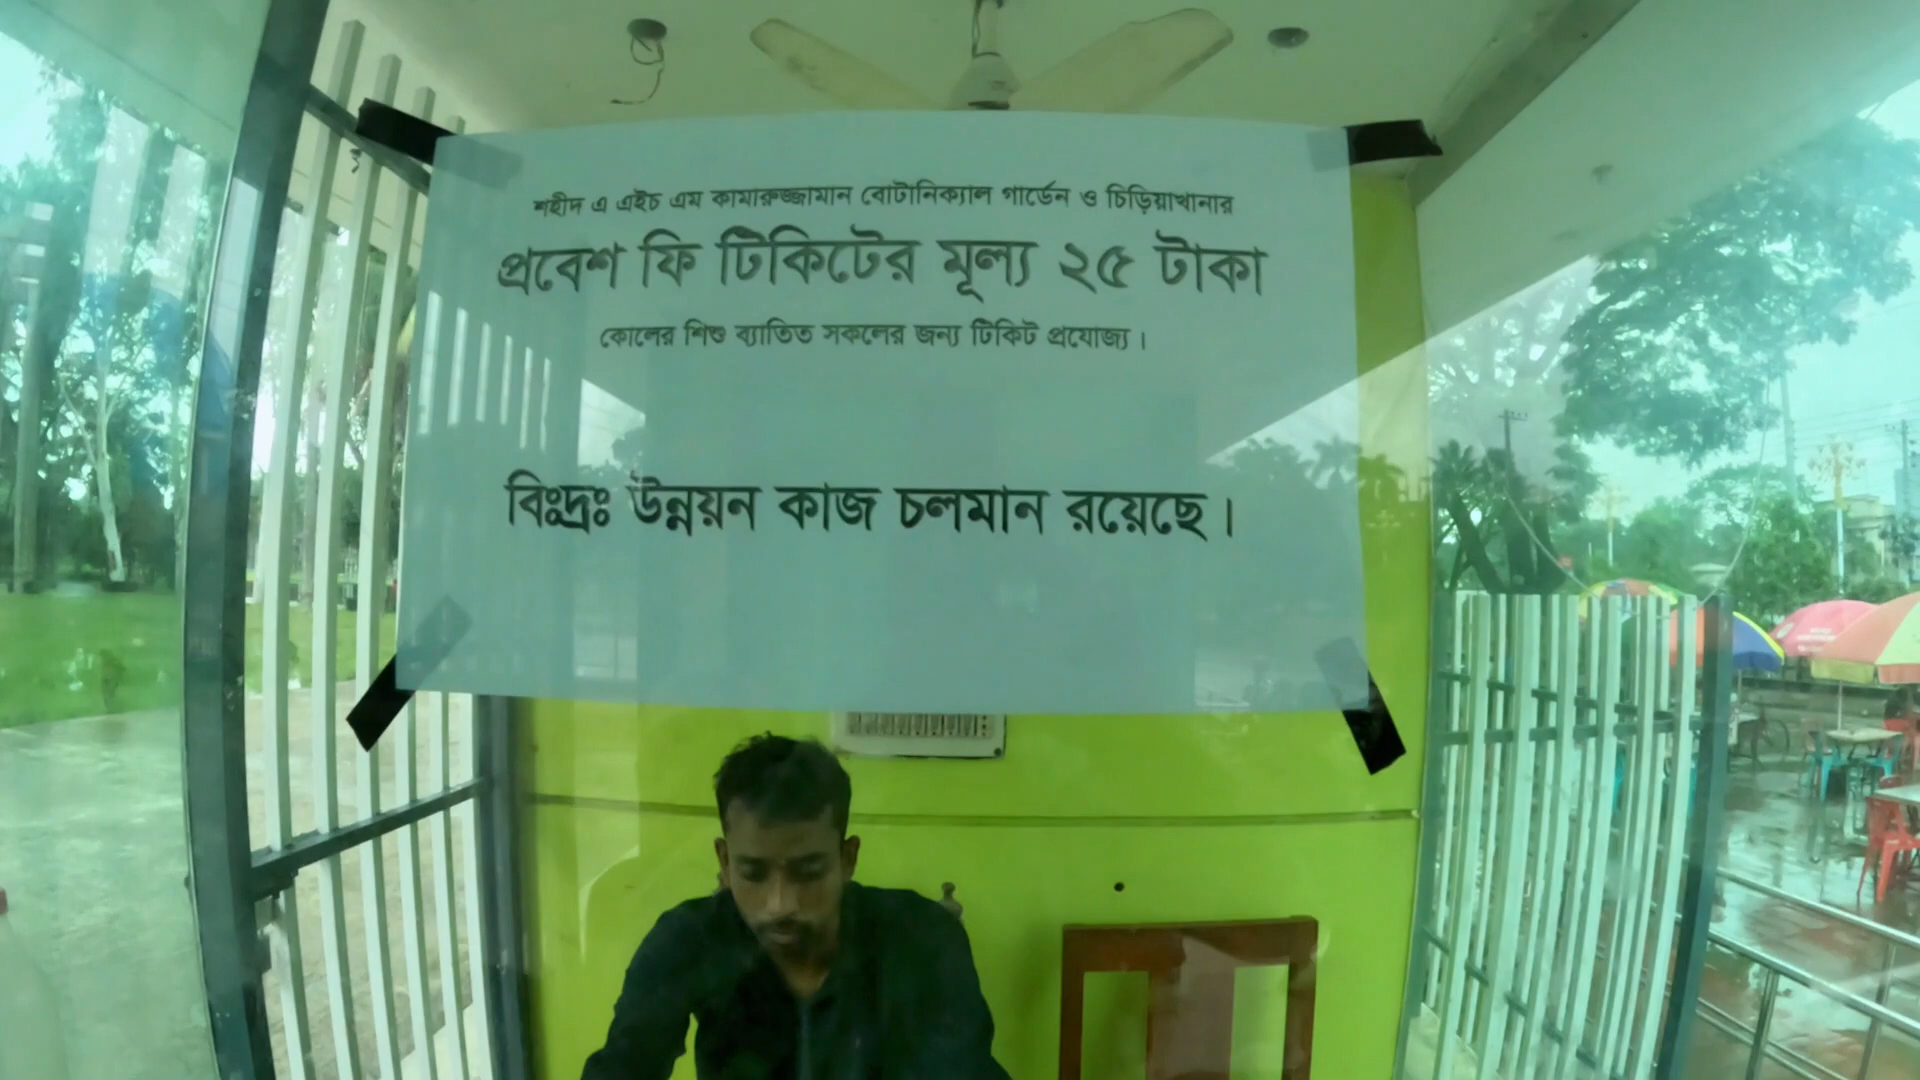 শহীদ এ এইচ এম কামারুজ্জামান বোটানিক্যাল গার্ডেন ও চিড়িয়াখানার
প্রবেশ ফি টিকিটের মূল্য ২৫ টাকা
কোলের শিশু ব্যাতিত সকলের জন্য টিকিট প্রযোজ্য।
বিঃদ্রঃ উন্নয়ন কাজ চলমান রয়েছে।